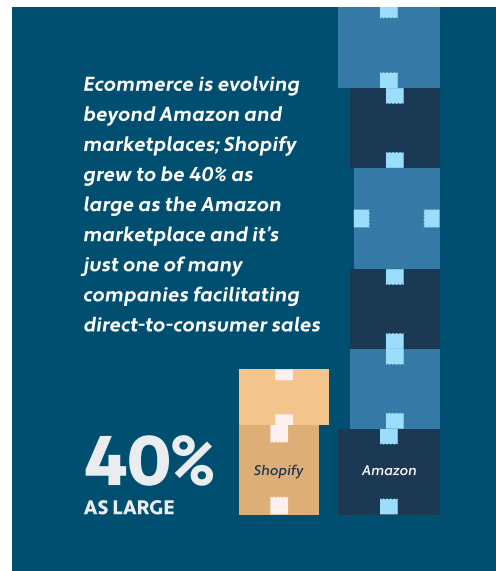 Ecommerce is evolving
beyond Amazon and
marketplaces; Shopify
grew to be 40% as
large as the Amazon
marketplace and it’s
just one of many
companies facilitating
direct-to-consumer sales
40%
AS LARGE
Shopify
Amazon